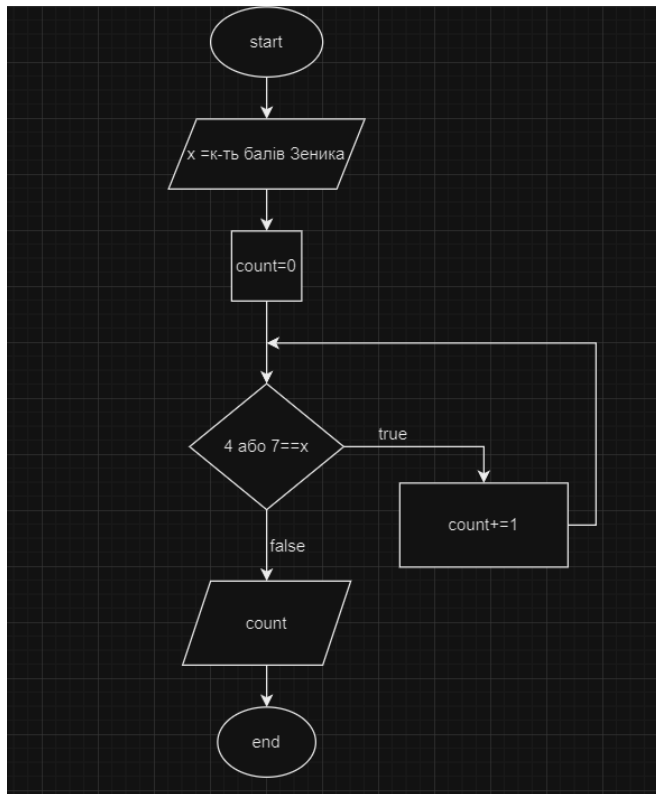 start
x =к-ть балів Зеника
count=0
4 або 7==x
true
count+=1
false
count
end